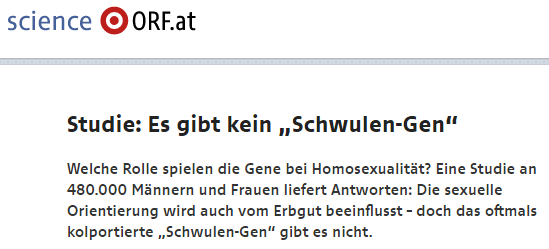 science ORF.at
Studie: Es gibt kein „Schwulen-Gen“
Welche Rolle spielen die Gene bei Homosexualität? Eine Studie an
480.000 Männern und Frauen liefert Antworten: Die sexuelle
Orientierung wird auch vom Erbgut beeinflusst - doch das oftmals
kolportierte „Schwulen-Gen“ gibt es nicht.